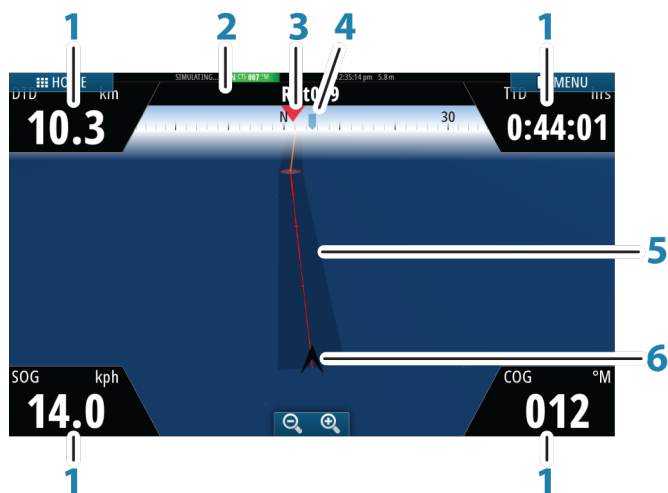 1 2 3 4 1
HOME SIMULATING... N CTS 007 °M 2:35:14 pm 5.8 m MENU
DTD km
TTD hrs
N 30
10.3
0:44:01
5
6
SOG kph
COG °M
14.0
012
1 1